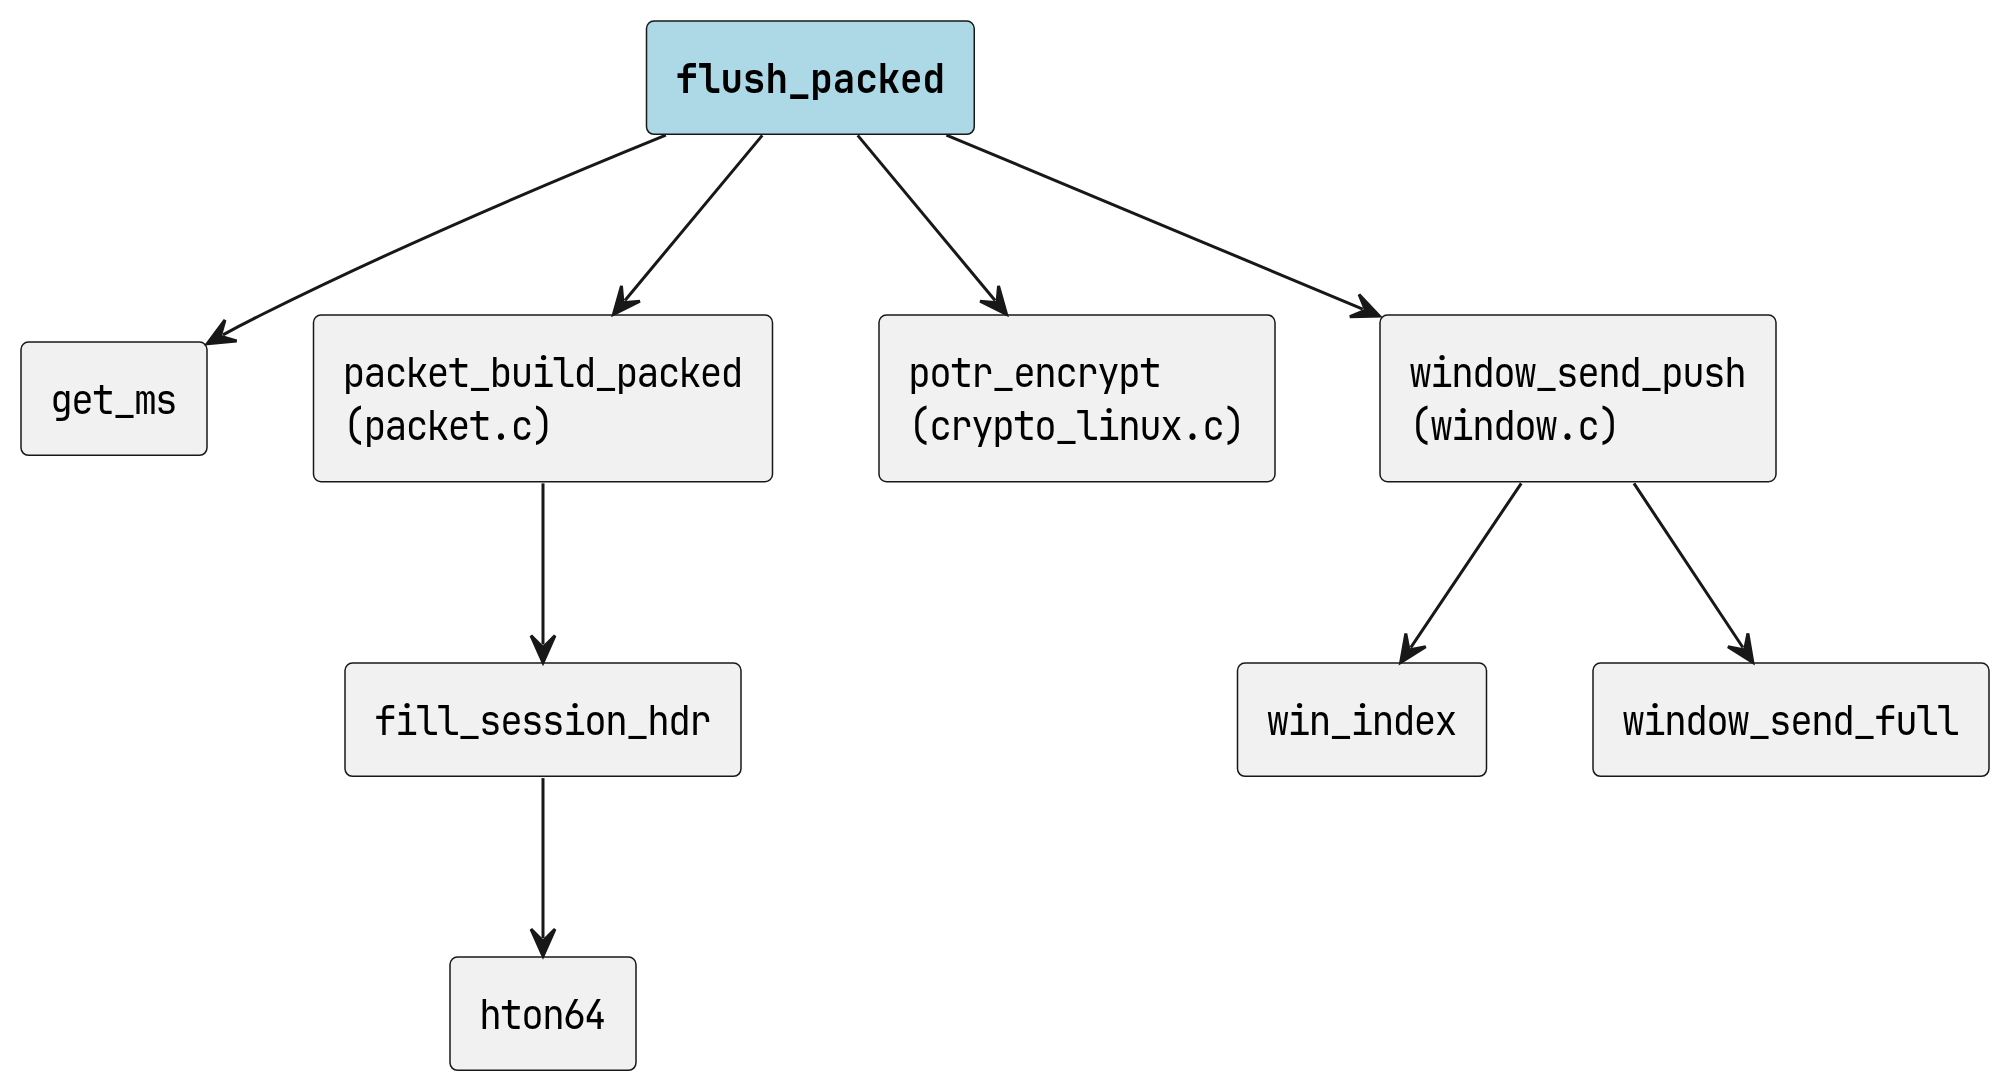 flush_packed
get_ms
packet_build_packed
(packet.c)
potr_encrypt
(crypto_linux.c)
window_send_push
(window.c)
fill_session_hdr
win_index
window_send_full
hton64